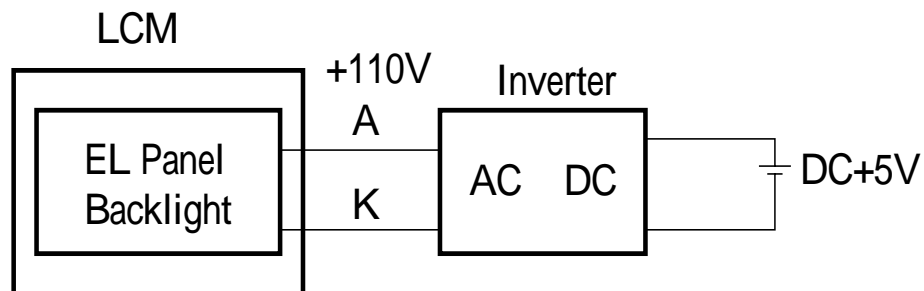 LCM
+110V
Inverter
A
EL Panel
Backlight
AC DC
DC+5V
K